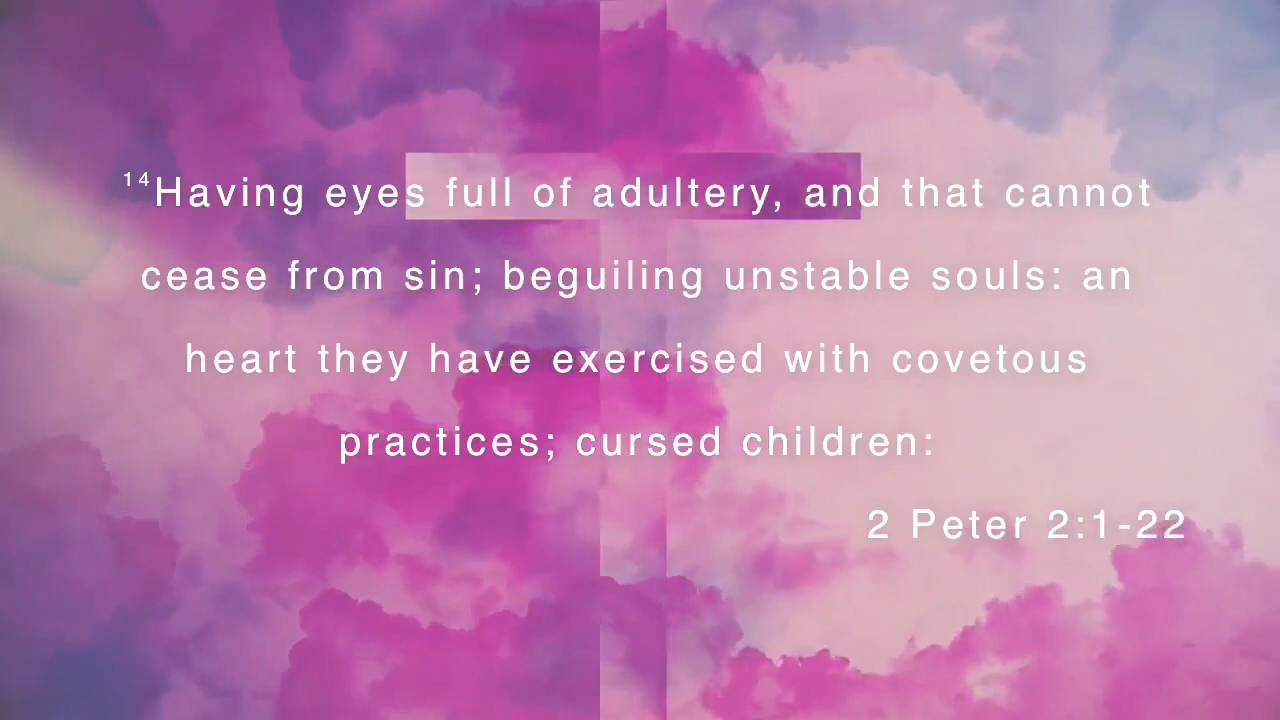 14Having eyes full of adultery, and that cannot
cease from sin; beguiling unstable souls: an
heart they have exercised with covetous
practices; cursed children:
2 Peter 2:1-22